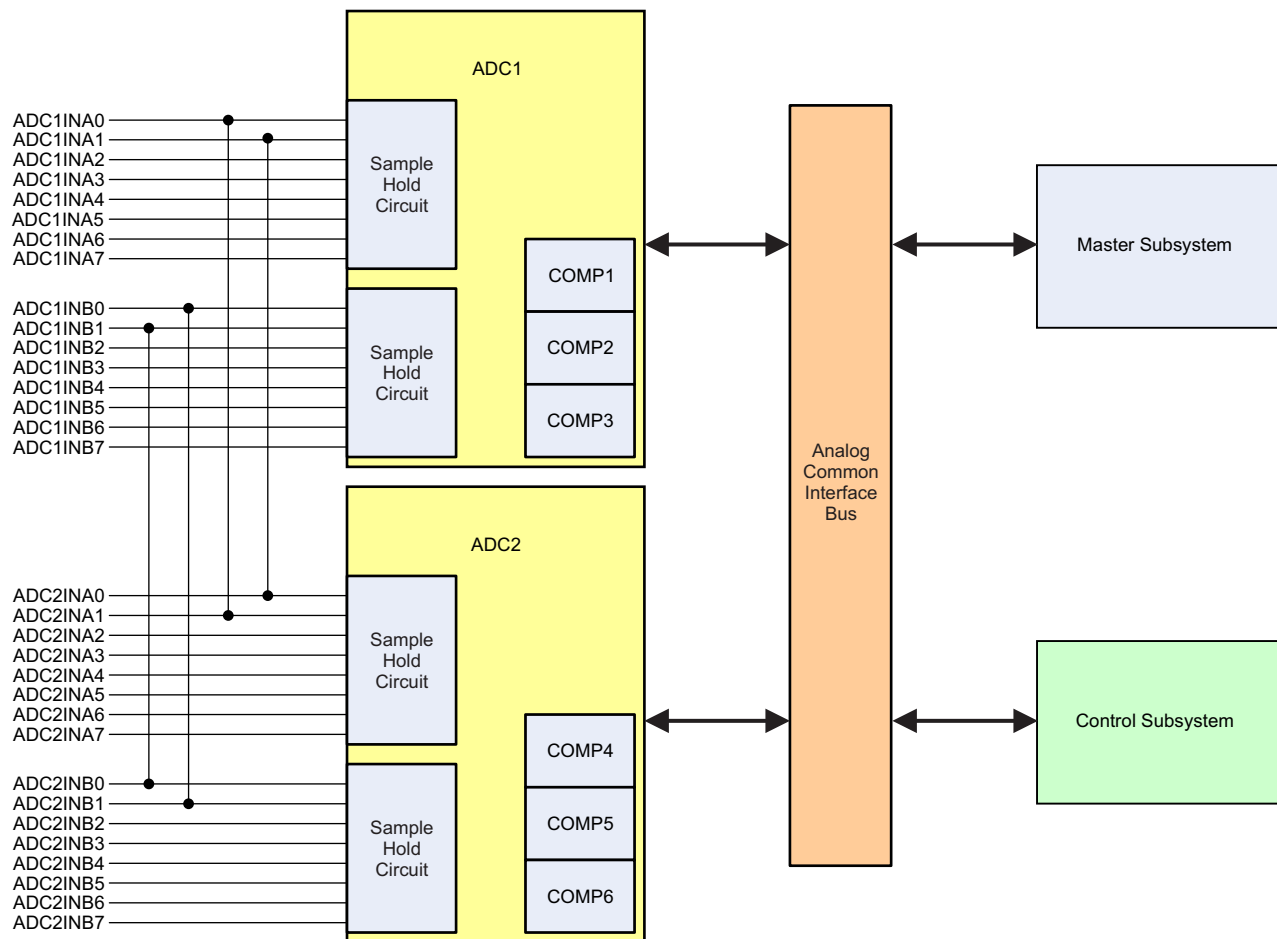 ADC1
ADC1INA0
ADC1INA1
ADC1INA2
ADC1INA3
ADC1INA4
ADC1INA5
ADC1INA6
ADC1INA7
Sample
Hold
Circuit
ADC1INB0
ADC1INB1
ADC1INB2
ADC1INB3
ADC1INB4
ADC1INB5
ADC1INB6
ADC1INB7
Sample
Hold
Circuit
COMP1
COMP2
COMP3
ADC2
ADC2INA0
ADC2INA1
ADC2INA2
ADC2INA3
ADC2INA4
ADC2INA5
ADC2INA6
ADC2INA7
Sample
Hold
Circuit
ADC2INB0
ADC2INB1
ADC2INB2
ADC2INB3
ADC2INB4
ADC2INB5
ADC2INB6
ADC2INB7
Sample
Hold
Circuit
COMP4
COMP5
COMP6
Analog
Common
Interface
Bus
Master Subsystem
Control Subsystem